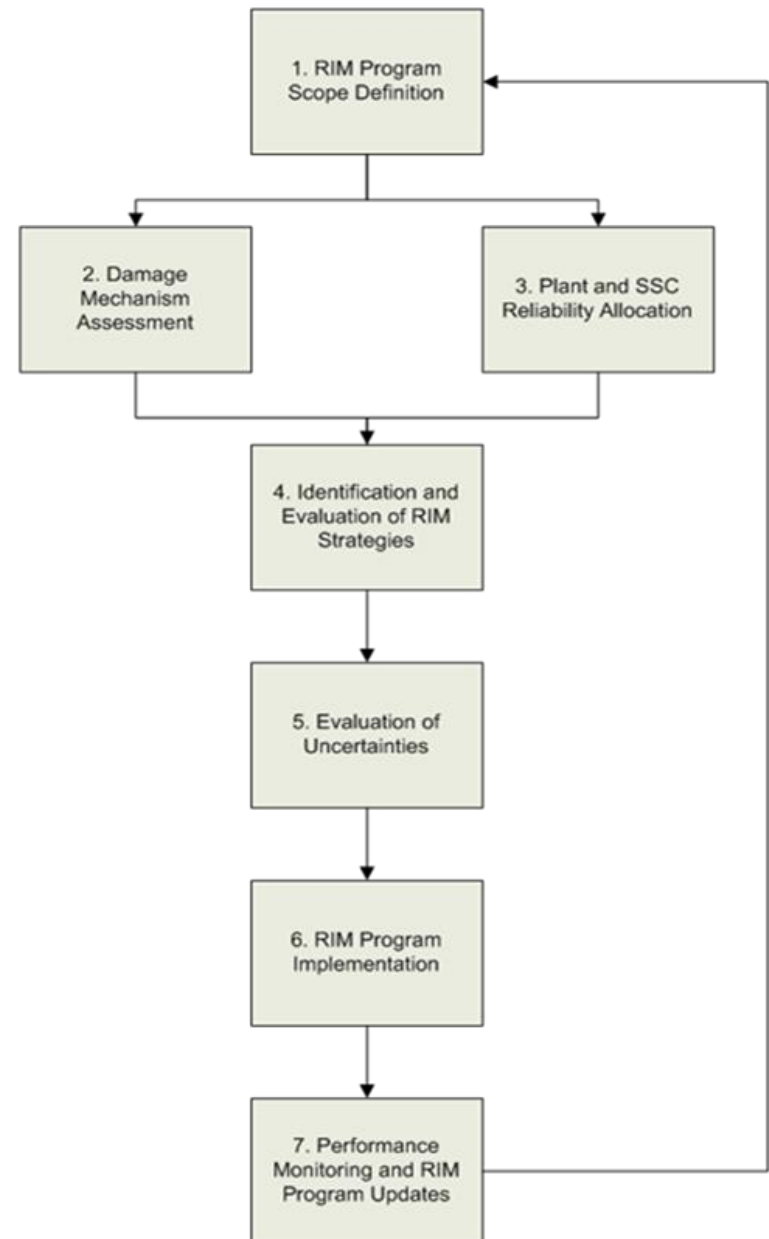 1. RIM Program
Scope Definition
2. Damage
Mechanism
Assessment
3. Plant and SSC
Reliability Allocation
4. Identification and
Evaluation of RIM
Strategies
5. Evaluation of
Uncertainties
6. RIM Program
Implementation
7. Performance
Monitoring and RIM
Program Updates